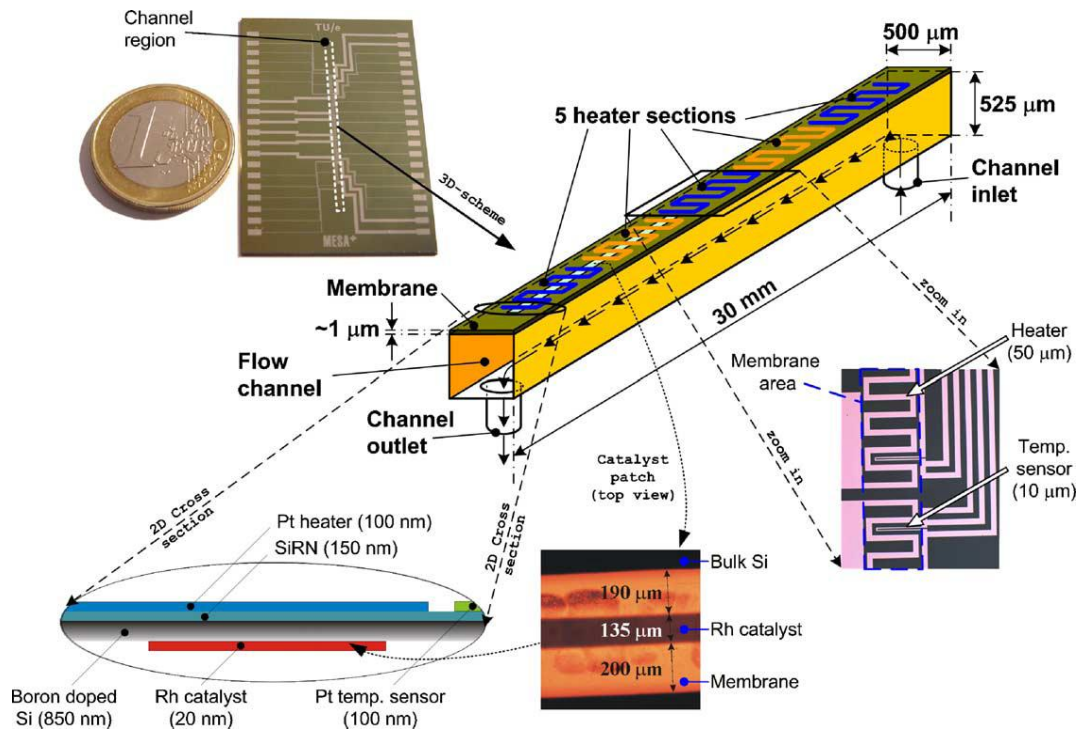 Channel
region
TU/e
1
EURO
MESA+
3D-scheme
500 μm
525 μm
5 heater sections
Channel
inlet
Membrane
~1 μm
30 mm
Flow
channel
Channel
outlet
zoom in
zoom in
Heater
(50 μm)
Membrane
area
Temp.
sensor
(10 μm)
Catalyst
patch
(top view)
2D Cross
section
2D Cross
section
Pt heater (100 nm)
SiRN (150 nm)
Boron doped
Si (850 nm)
Rh catalyst
(20 nm)
Pt temp. sensor
(100 nm)
190 μm
135 μm
200 μm
Bulk Si
Rh catalyst
Membrane